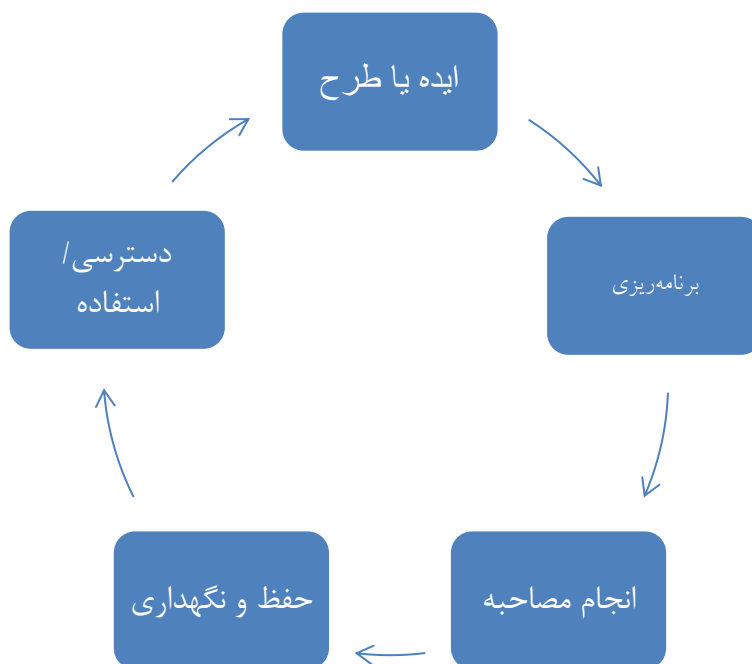 ایده یا طرح
برنامه‌ریزی
انجام مصاحبه
حفظ و نگهداری
دسترسی/
استفاده